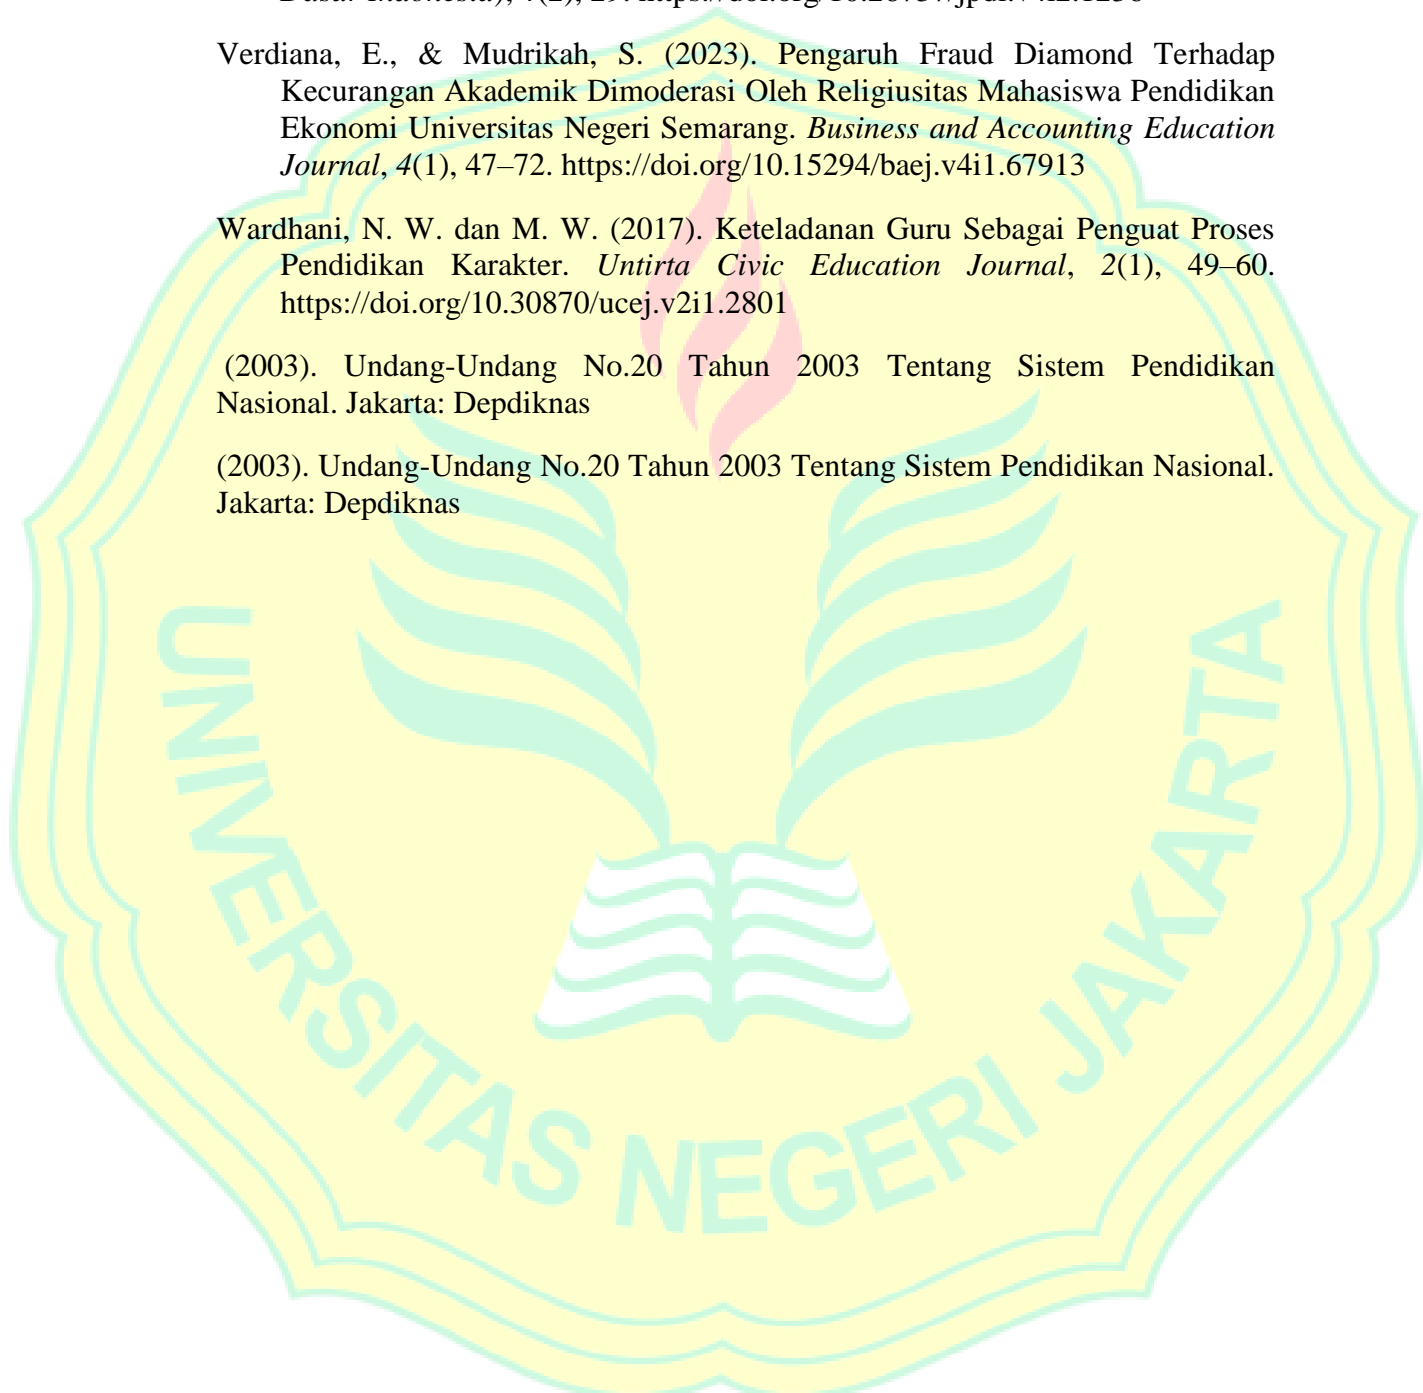 Verdiana, E., & Mudrikah, S. (2023). Pengaruh Fraud Diamond Terhadap
Kecurangan Akademik Dimoderasi Oleh Religiusitas Mahasiswa Pendidikan
Ekonomi Universitas Negeri Semarang. Business and Accounting Education
Journal, 4(1), 47–72. https://doi.org/10.15294/baej.v4i1.67913
Wardhani, N. W. dan M. W. (2017). Keteladanan Guru Sebagai Penguat Proses
Pendidikan Karakter. Untirta Civic Education Journal, 2(1), 49–60.
https://doi.org/10.30870/ucej.v2i1.2801
(2003). Undang-Undang No.20 Tahun 2003 Tentang Sistem Pendidikan
Nasional. Jakarta: Depdiknas
(2003). Undang-Undang No.20 Tahun 2003 Tentang Sistem Pendidikan Nasional.
Jakarta: Depdiknas
UNIVERSITAS NEGERI JAKARTA